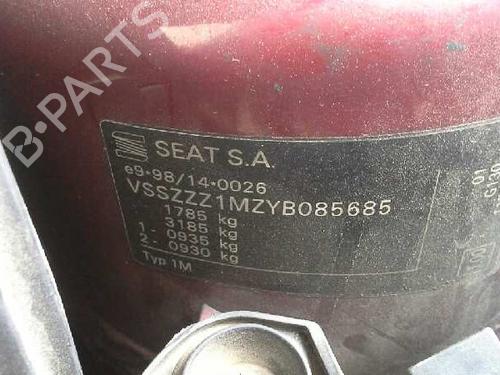 B-PARTS
SEAT S.A.
e9*98/14*0026
VSSZZZ1MZYB085685
1785 kg
3185 kg
1- 0935 kg
2- 0930 kg
Typ 1M